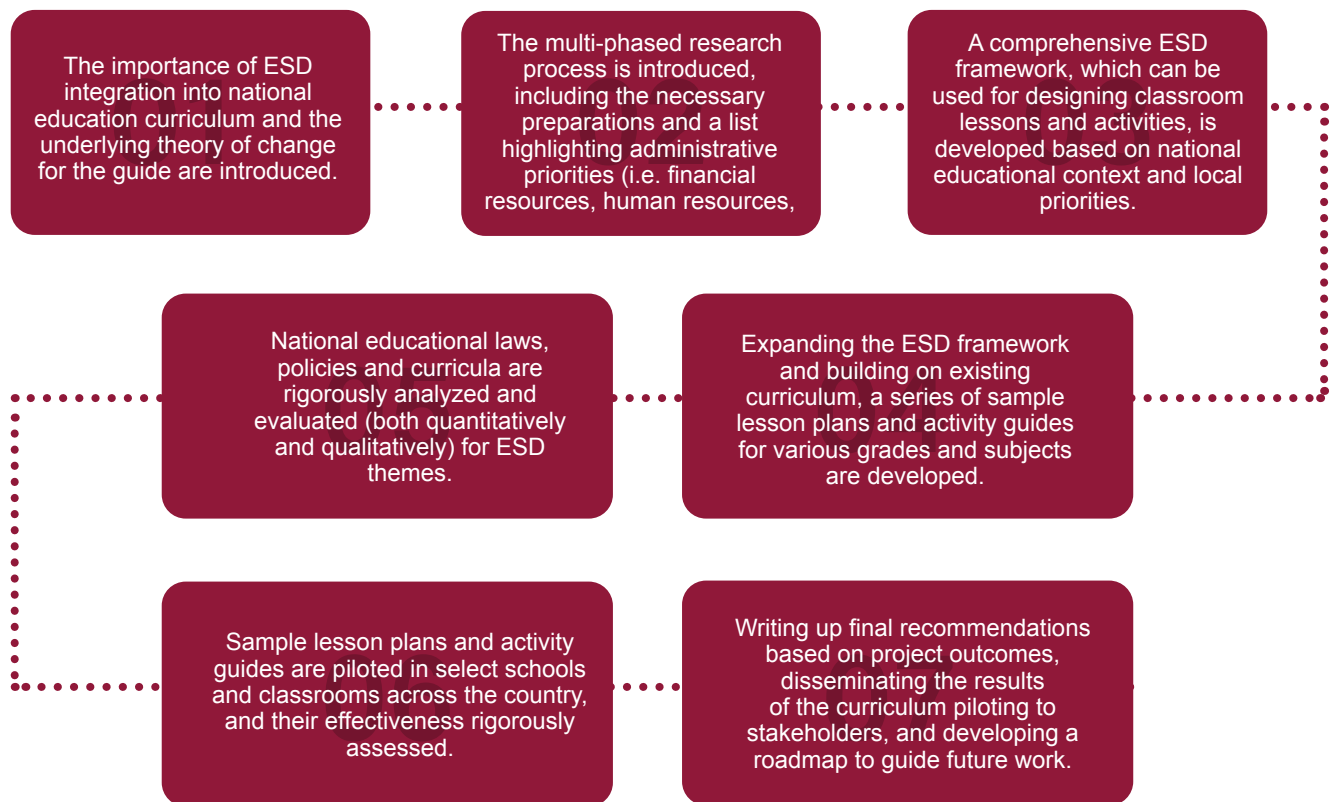 01
The importance of ESD
integration into national
education curriculum and the
underlying theory of change
for the guide are introduced.
02
The multi-phased research
process is introduced,
including the necessary
preparations and a list
highlighting administrative
priorities (i.e. financial
resources, human resources,
03
A comprehensive ESD
framework, which can be
used for designing classroom
lessons and activities, is
developed based on national
educational context and local
priorities.
04
Expanding the ESD framework
and building on existing
curriculum, a series of sample
lesson plans and activity guides
for various grades and subjects
are developed.
05
National educational laws,
policies and curricula are
rigorously analyzed and
evaluated (both quantitatively
and qualitatively) for ESD
themes.
06
Sample lesson plans and activity
guides are piloted in select schools
and classrooms across the country,
and their effectiveness rigorously
assessed.
07
Writing up final recommendations
based on project outcomes,
disseminating the results
of the curriculum piloting to
stakeholders, and developing a
roadmap to guide future work.